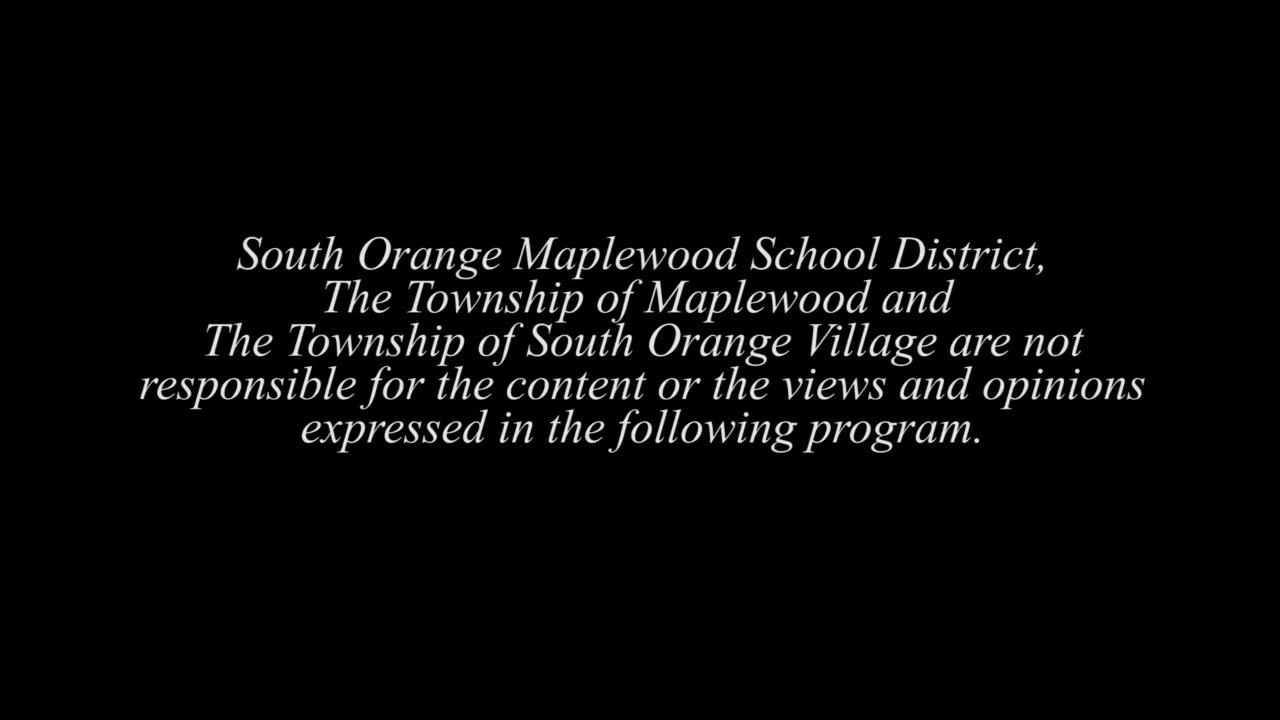 South Orange Maplewood School District,
The Township of Maplewood and
The Township of South Orange Village are not
responsible for the content or the views and opinions
expressed in the following program.